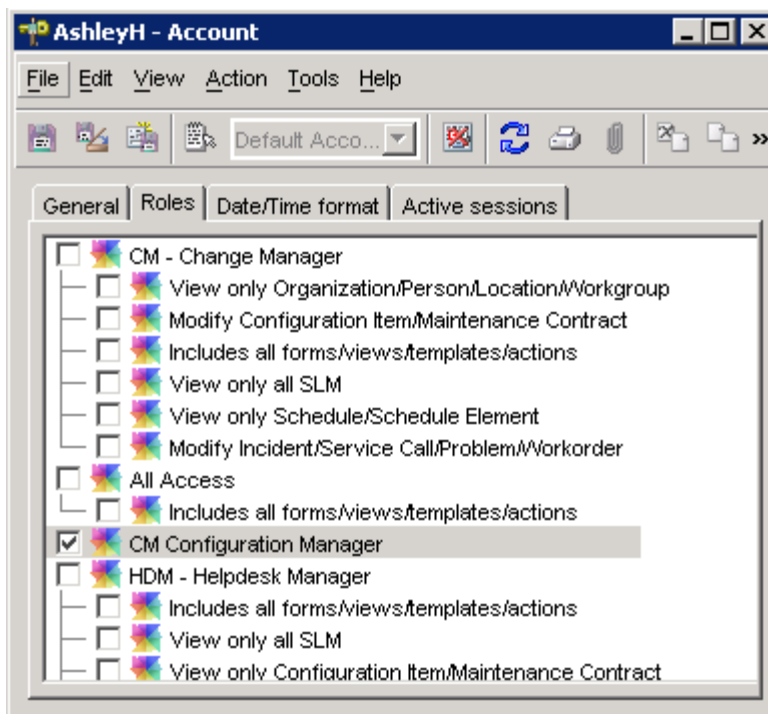 AshleyH - Account
File Edit View Action Tools Help
Default Acco... »
General Roles Date/Time format Active sessions
CM - Change Manager
View only Organization/Person/Location/Workgroup
Modify Configuration Item/Maintenance Contract
Includes all forms/views/templates/actions
View only all SLM
View only Schedule/Schedule Element
Modify Incident/Service Call/Problem/Workorder
All Access
Includes all forms/views/templates/actions
CM Configuration Manager
HDM - Helpdesk Manager
Includes all forms/views/templates/actions
View only all SLM
View only Configuration Item/Maintenance Contract